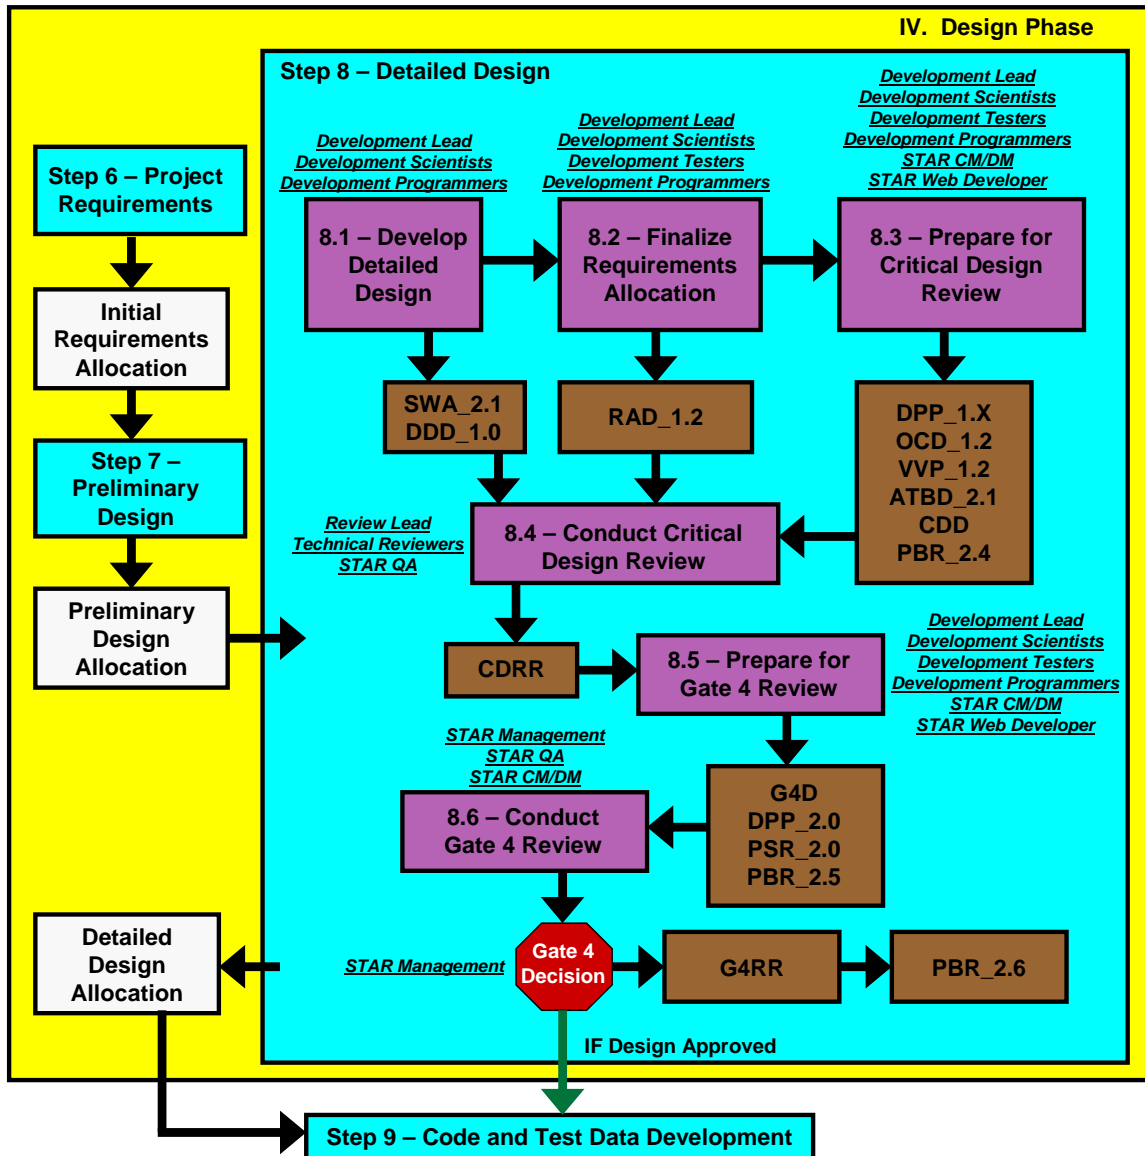 IV.  Design Phase
Step 8 – Detailed Design
Step 6 – Project
Requirements
Initial
Requirements
Allocation
Step 7 –
Preliminary
Design
Preliminary
Design
Allocation
Detailed
Design
Allocation
Development Lead
Development Scientists
Development Programmers
8.1 – Develop
Detailed
Design
Development Lead
Development Scientists
Development Testers
Development Programmers
8.2 – Finalize
Requirements
Allocation
Development Lead
Development Scientists
Development Testers
Development Programmers
STAR CM/DM
STAR Web Developer
8.3 – Prepare for
Critical Design
Review
SWA_2.1
DDD_1.0
RAD_1.2
DPP_1.X
OCD_1.2
VVP_1.2
ATBD_2.1
CDD
PBR_2.4
Review Lead
Technical Reviewers
STAR QA
8.4 – Conduct Critical
Design Review
CDRR
8.5 – Prepare for
Gate 4 Review
Development Lead
Development Scientists
Development Testers
Development Programmers
STAR CM/DM
STAR Web Developer
STAR Management
STAR QA
STAR CM/DM
8.6 – Conduct
Gate 4 Review
G4D
DPP_2.0
PSR_2.0
PBR_2.5
STAR Management
Gate 4
Decision
G4RR
PBR_2.6
IF Design Approved
Step 9 – Code and Test Data Development